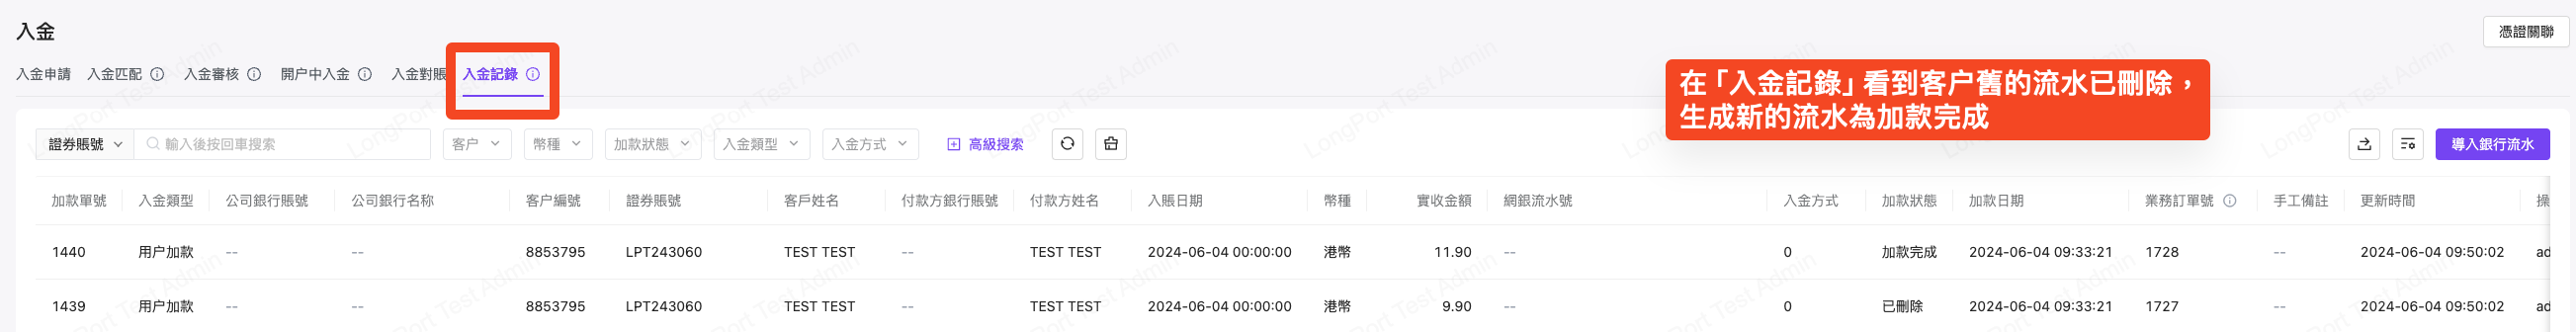 入金
憑證關聯
入金申請 入金匹配 入金審核 開户中入金 入金對賬 入金記錄
在「入金記錄」看到客户舊的流水已刪除，
生成新的流水為加款完成
證券賬號 輸入後按回車搜索 客户 幣種 加款狀態 入金類型 入金方式 高級搜索 導入銀行流水
加款單號 入金類型 公司銀行賬號 公司銀行名称 客户編號 證券賬號 客戶姓名 付款方銀行賬號 付款方姓名 入賬日期 幣種 實收金額 網銀流水號 入金方式 加款狀態 加款日期 業務訂單號 手工備註 更新時間 操
1440 用户加款 -- -- 8853795 LPT243060 TEST TEST -- TEST TEST 2024-06-04 00:00:00 港幣 11.90 -- 0 加款完成 2024-06-04 09:33:21 1728 -- 2024-06-04 09:50:02 ad
1439 用户加款 -- -- 8853795 LPT243060 TEST TEST -- TEST TEST 2024-06-04 00:00:00 港幣 9.90 -- 0 已刪除 2024-06-04 09:33:21 1727 -- 2024-06-04 09:50:02 ad
LongPort Test Admin